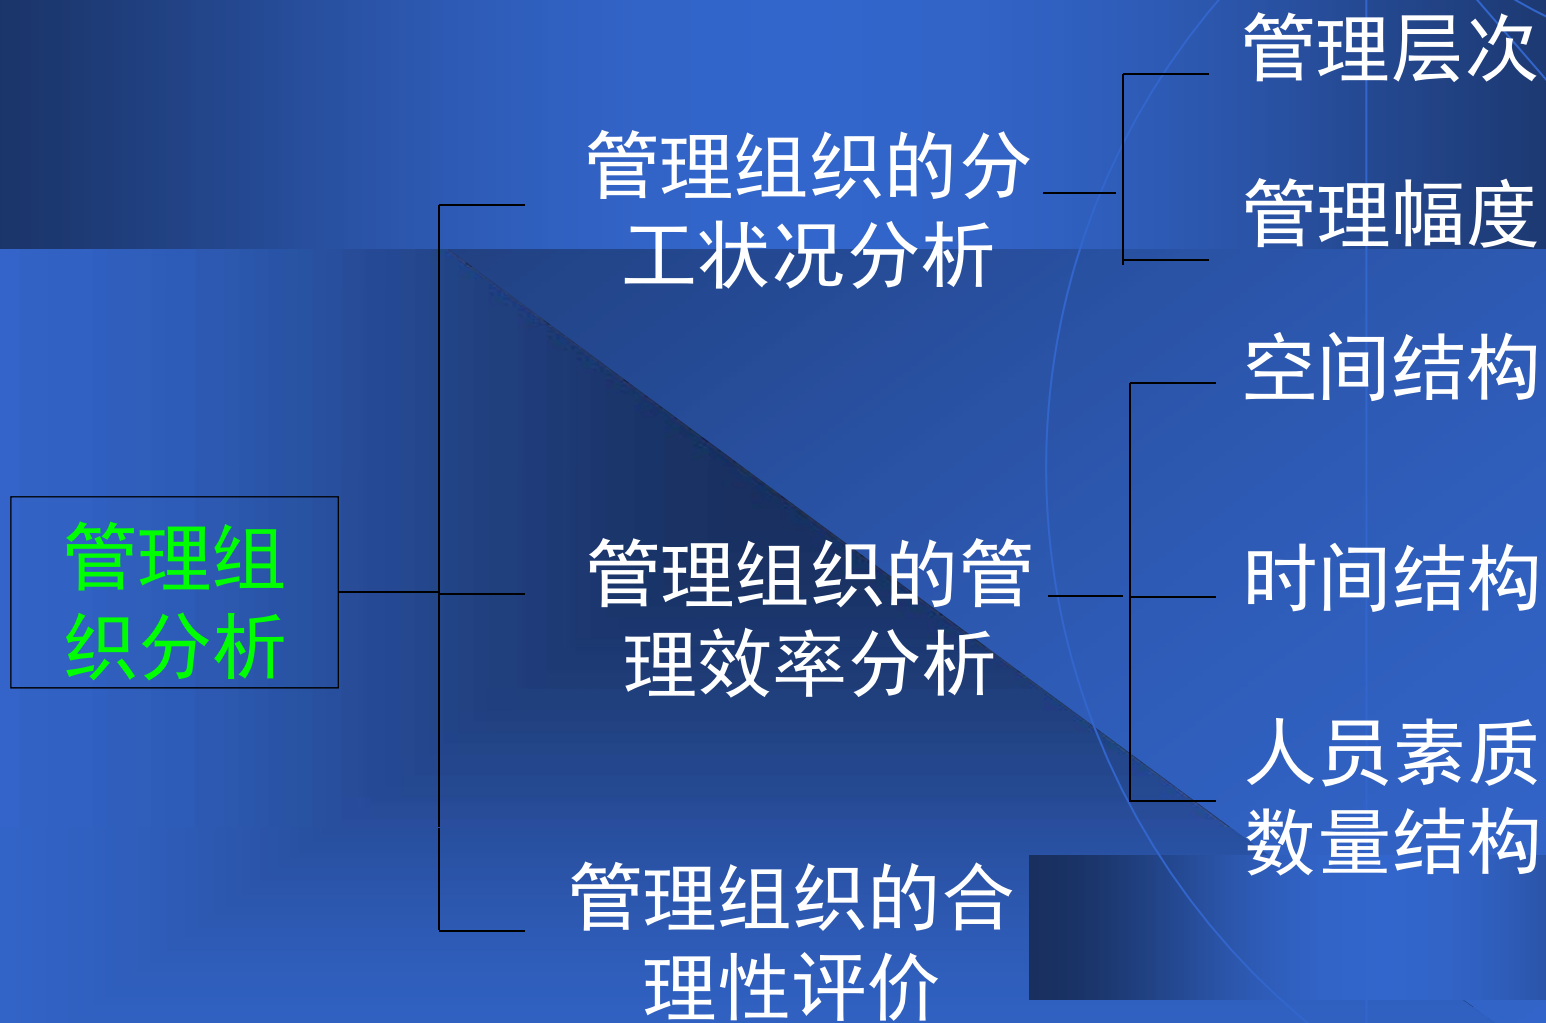 管理组
织分析
管理组织的分
工状况分析
管理层次
管理幅度
管理组织的管
理效率分析
空间结构
时间结构
人员素质
数量结构
管理组织的合
理性评价